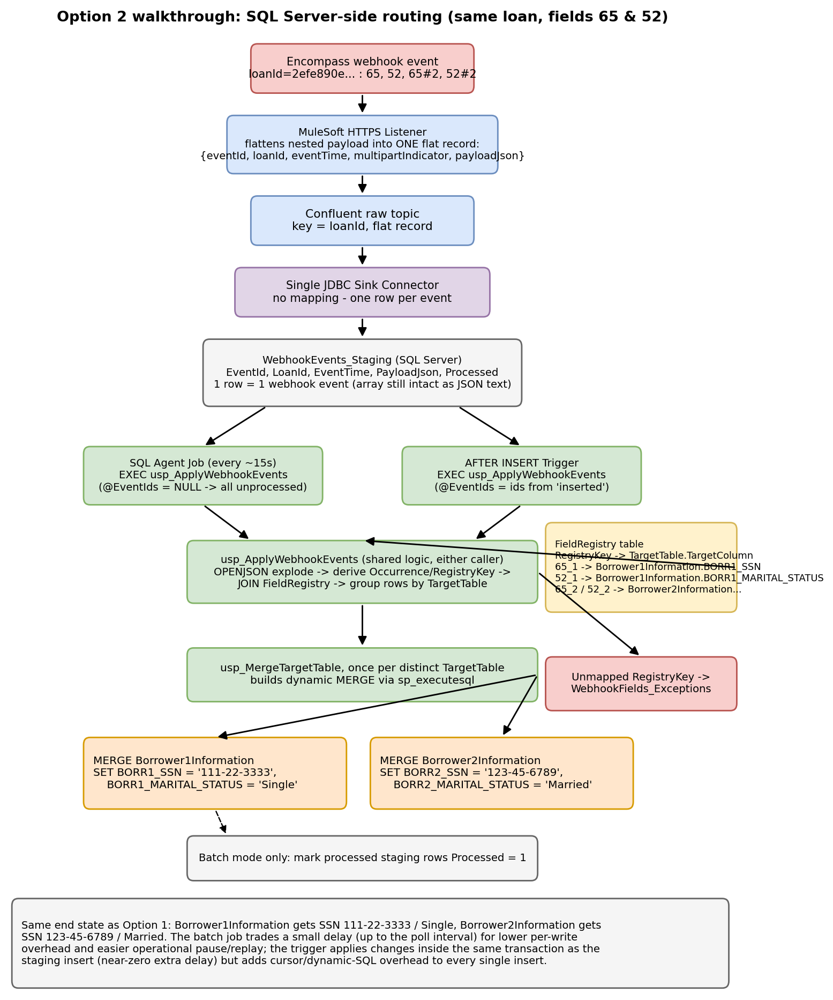 Option 2 walkthrough: SQL Server-side routing (same loan, fields 65 & 52)
Encompass webhook event
loanId=2efe890e... : 65, 52, 65#2, 52#2
MuleSoft HTTPS Listener
flattens nested payload into ONE flat record:
{eventId, loanId, eventTime, multipartIndicator, payloadJson}
Confluent raw topic
key = loanId, flat record
Single JDBC Sink Connector
no mapping - one row per event
WebhookEvents_Staging (SQL Server)
EventId, LoanId, EventTime, PayloadJson, Processed
1 row = 1 webhook event (array still intact as JSON text)
SQL Agent Job (every ~15s)
EXEC usp_ApplyWebhookEvents
(@EventIds = NULL -> all unprocessed)
AFTER INSERT Trigger
EXEC usp_ApplyWebhookEvents
(@EventIds = ids from 'inserted')
usp_ApplyWebhookEvents (shared logic, either caller)
OPENJSON explode -> derive Occurrence/RegistryKey ->
JOIN FieldRegistry -> group rows by TargetTable
FieldRegistry table
RegistryKey -> TargetTable.TargetColumn
65_1 -> Borrower1Information.BORR1_SSN
52_1 -> Borrower1Information.BORR1_MARITAL_STATUS
65_2 / 52_2 -> Borrower2Information...
usp_MergeTargetTable, once per distinct TargetTable
builds dynamic MERGE via sp_executesql
Unmapped RegistryKey ->
WebhookFields_Exceptions
MERGE Borrower1Information
SET BORR1_SSN = '111-22-3333',
BORR1_MARITAL_STATUS = 'Single'
MERGE Borrower2Information
SET BORR2_SSN = '123-45-6789',
BORR2_MARITAL_STATUS = 'Married'
Batch mode only: mark processed staging rows Processed = 1
Same end state as Option 1: Borrower1Information gets SSN 111-22-3333 / Single, Borrower2Information gets
SSN 123-45-6789 / Married. The batch job trades a small delay (up to the poll interval) for lower per-write
overhead and easier operational pause/replay; the trigger applies changes inside the same transaction as the
staging insert (near-zero extra delay) but adds cursor/dynamic-SQL overhead to every single insert.